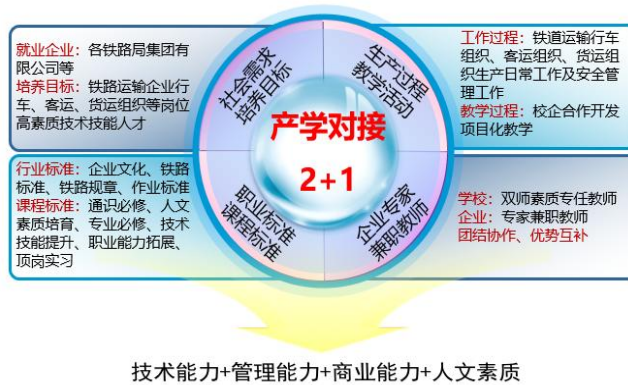 就业企业：各铁路局集团有
限公司等
培养目标：铁路运输企业行
车、客运、货运组织等岗位
高素质技术技能人才
社会需求
培养目标
生产过程
教学活动
工作过程：铁道运输行车
组织、客运组织、货运组
织生产日常工作及安全管
理工作
教学过程：校企合作开发
项目化教学
产学对接
2+1
行业标准：企业文化、铁路
标准、铁路规章、作业标准
课程标准：通识必修、人文
素质培育、专业必修、技术
技能提升、职业能力拓展、
顶岗实习
职业标准
课程标准
企业专家
兼职教师
学校：双师素质专任教师
企业：专家兼职教师
团结协作、优势互补
技术能力+管理能力+商业能力+人文素质